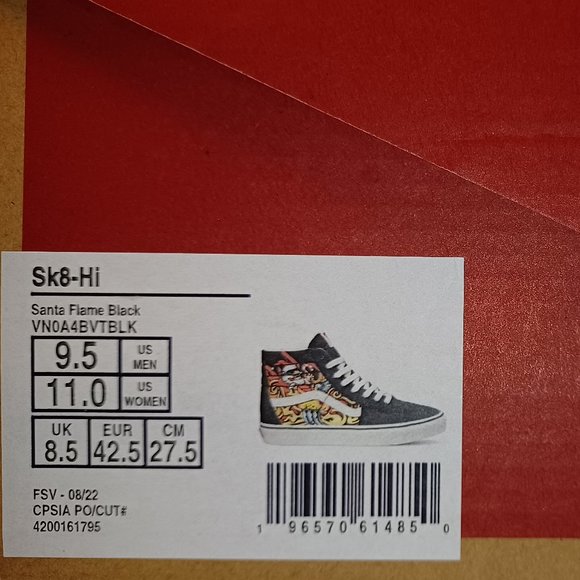 Sk8-Hi
Santa Flame Black
VN0A4BVTBLK
9.5 US MEN
11.0 US WOMEN
UK EUR CM
8.5 42.5 27.5
FSV - 08/22
CPSIA PO/CUT#
4200161795
1 96570 61485 0